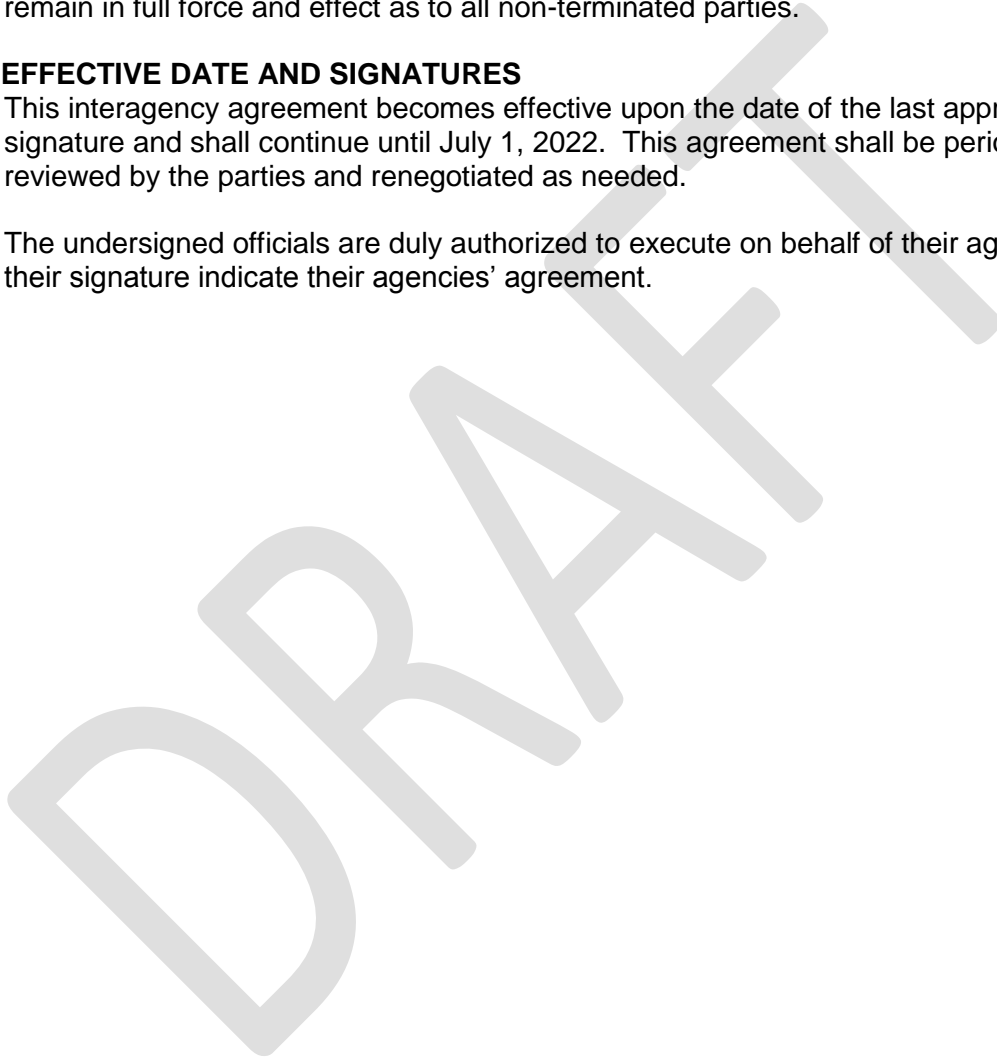 remain in full force and effect as to all non-terminated parties.
EFFECTIVE DATE AND SIGNATURES
This interagency agreement becomes effective upon the date of the last
signature and shall continue until July 1, 2022.  This agreement shall be
reviewed by the parties and renegotiated as needed.
The undersigned officials are duly authorized to execute on behalf of their
their signature indicate their agencies’ agreement.
DRAFT